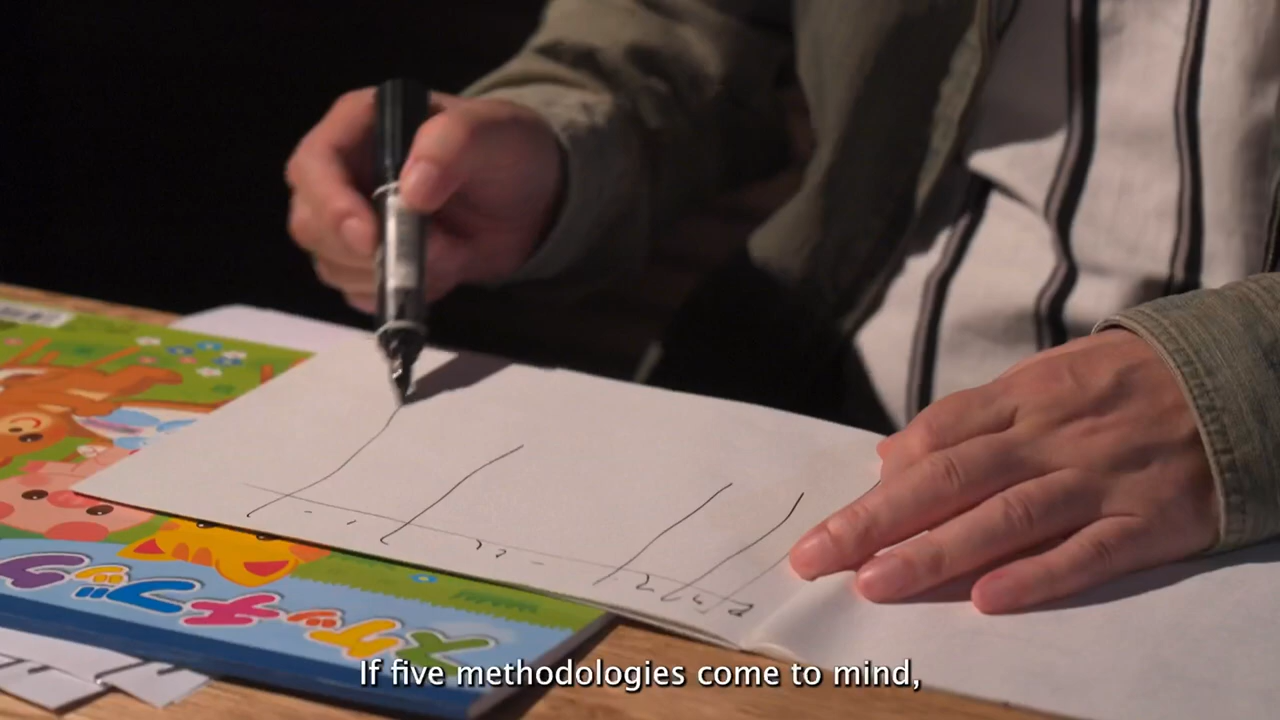 スケッチブック
If five methodologies come to mind,